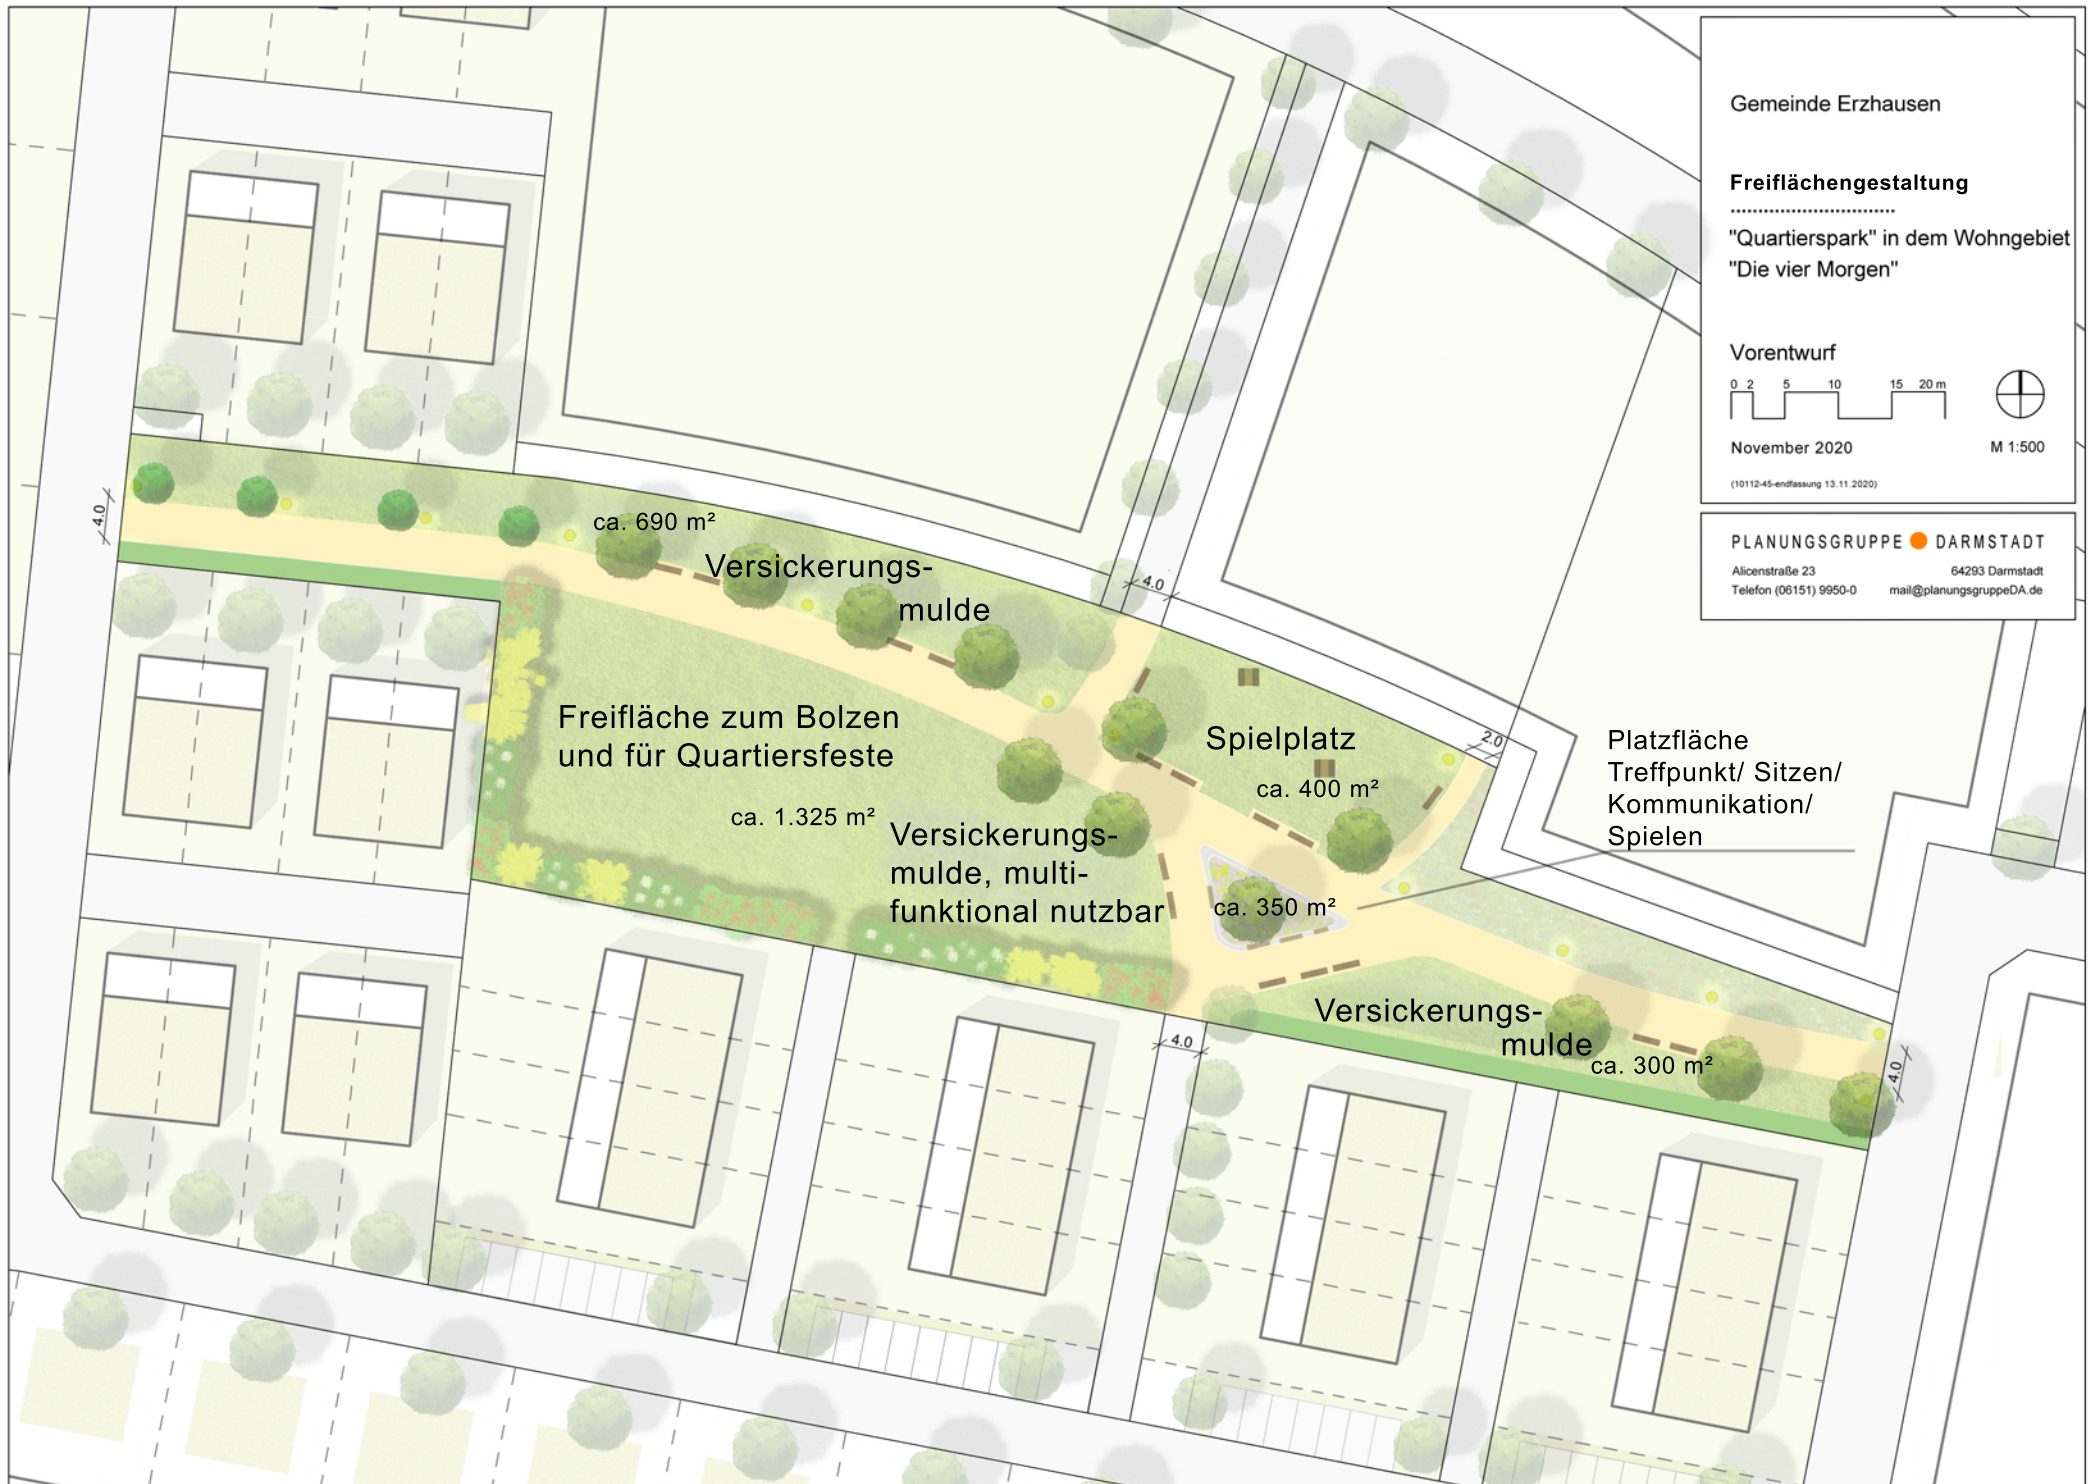 Gemeinde Erzhausen
Freiflächengestaltung
"Quartierspark" in dem Wohngebiet
"Die vier Morgen"
Vorentwurf
0 2 5 10 15 20 m
November 2020
M 1:500
(10112-45-endfassung 13.11.2020)
PLANUNGSGRUPPE DARMSTADT
Alicenstraße 23 64293 Darmstadt
Telefon (06151) 9950-0 mail@planungsgruppeDA.de
4.0
ca. 690 m²
Versickerungs-
mulde
4.0
Freifläche zum Bolzen
und für Quartiersfeste
ca. 1.325 m²
Versickerungs-
mulde, multi-
funktional nutzbar
Spielplatz
ca. 400 m²
2.0
Platzfläche
Treffpunkt/ Sitzen/
Kommunikation/
Spielen
ca. 350 m²
Versickerungs-
mulde
ca. 300 m²
4.0
4.0